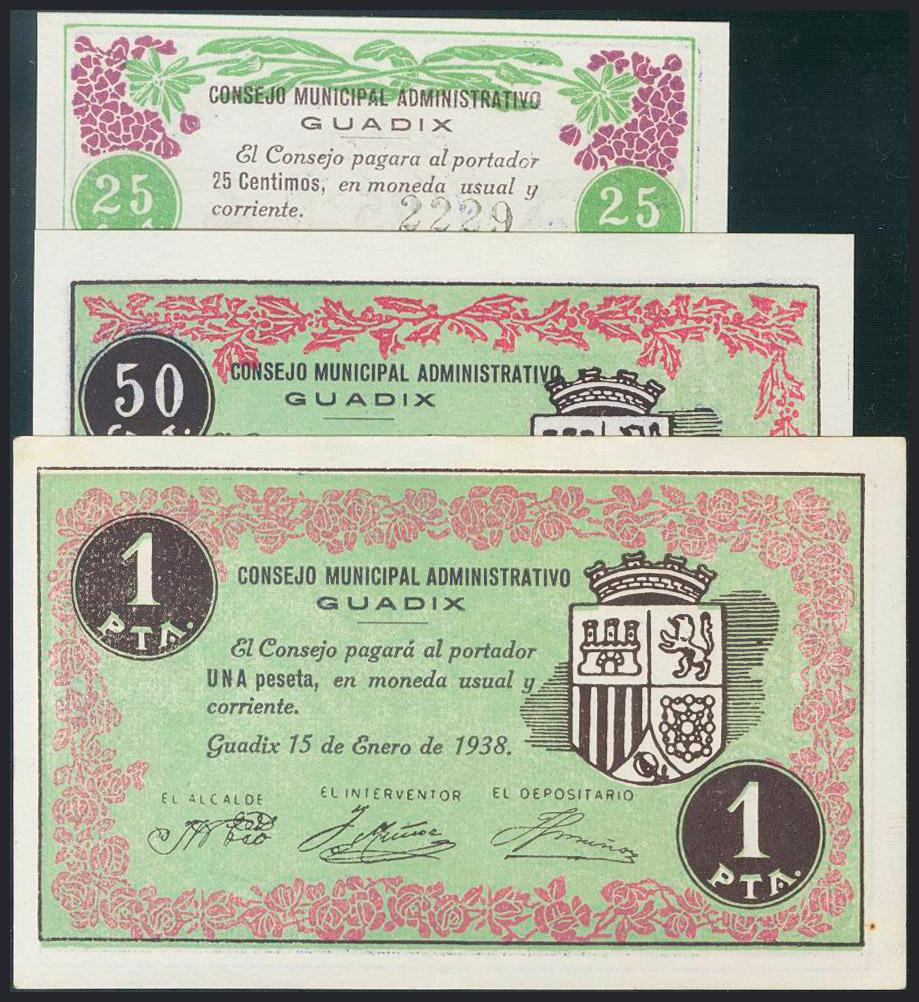 CONSEJO MUNICIPAL ADMINISTRATIVO
GUADIX
El Consejo pagara al portador
25 Centimos, en moneda usual y
corriente.
2229
25
25
50
CONSEJO MUNICIPAL ADMINISTRATIVO
GUADIX
1
PTA.
CONSEJO MUNICIPAL ADMINISTRATIVO
GUADIX
El Consejo pagará al portador
UNA peseta, en moneda usual y
corriente.
Guadix 15 de Enero de 1938.
EL ALCALDE EL INTERVENTOR EL DEPOSITARIO
1
PTA.